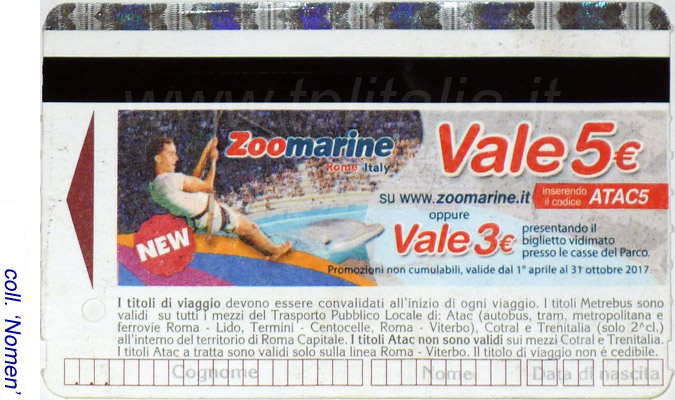 www.tplitalia.it
Zoomarine®
Rome Italy
Vale 5€
su www.zoomarine.it
inserendo
il codice
ATAC5
oppure
Vale 3€
presentando il
biglietto vidimato
presso le casse del Parco.
NEW
Promozioni non cumulabili, valide dal 1° aprile al 31 ottobre 2017.
I titoli di viaggio devono essere convalidati all'inizio di ogni viaggio. I titoli Metrebus sono
validi su tutti i mezzi del Trasporto Pubblico Locale di: Atac (autobus, tram, metropolitana e
ferrovie Roma - Lido, Termini - Centocelle, Roma - Viterbo), Cotral e Trenitalia (solo 2^cl.)
all'interno del territorio di Roma Capitale. I titoli Atac non sono validi sui mezzi Cotral e Trenitalia.
I titoli Atac a tratta sono validi solo sulla linea Roma - Viterbo. Il titolo di viaggio non è cedibile.
Cognome Nome Data di nascita
coll. 'Nomen'